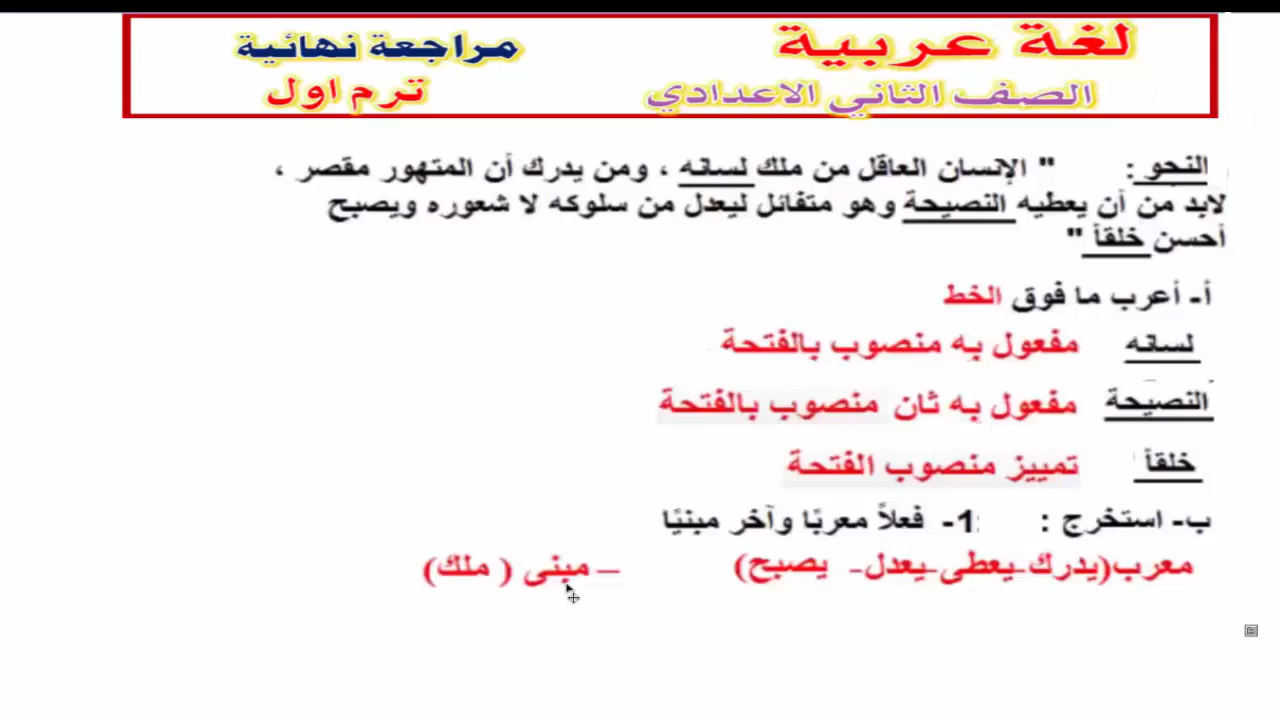 لغة عربية
مراجعة نهائية
الصف الثاني الاعدادي
ترم اول
النحو : " الإنسان العاقل من ملك لسانه ، ومن يدرك أن المتهور مقصر ،
لابد من أن يعطيه النصيحة وهو متفائل ليعدل من سلوكه لا شعوره ويصبح
أحسن خلقاً "
أ- أعرب ما فوق الخط
لسانه مفعول به منصوب بالفتحة
النصيحة مفعول به ثان منصوب بالفتحة
خلقاً تمييز منصوب الفتحة
ب- استخرج : 1- فعلاً معربًا وآخر مبنيًا
معرب(يدرك-يعطى-يعدل- يصبح) – مبنى ( ملك)